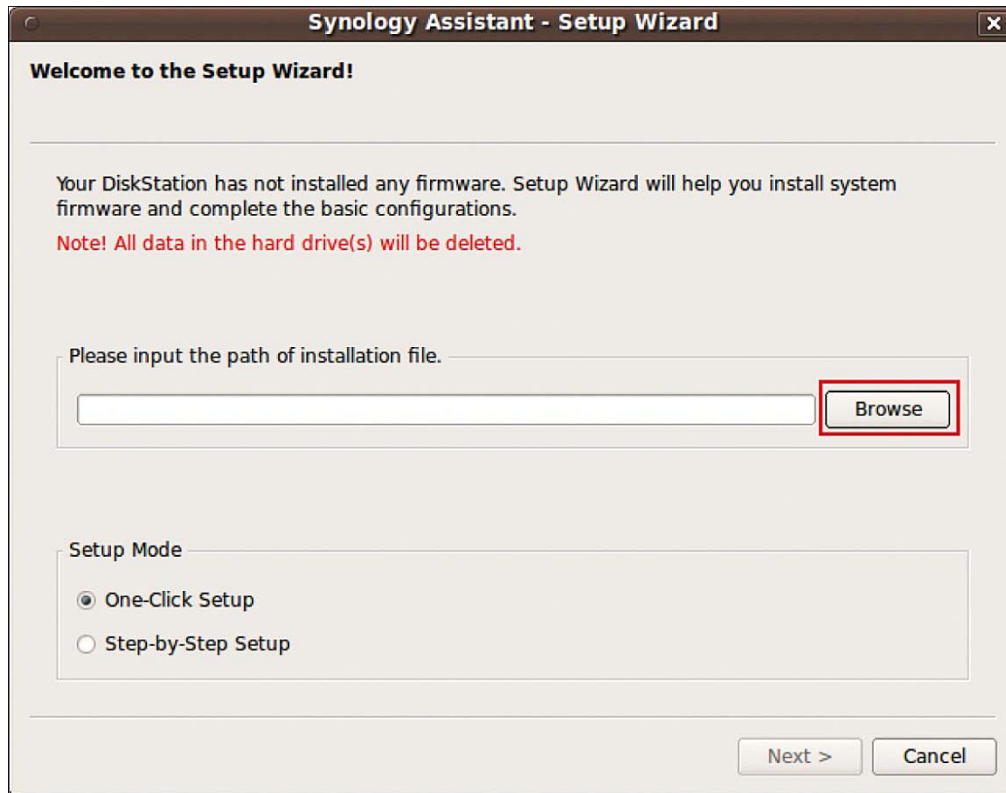 Synology Assistant - Setup Wizard
Welcome to the Setup Wizard!
Your DiskStation has not installed any firmware. Setup Wizard will help you install system
firmware and complete the basic configurations.
Note! All data in the hard drive(s) will be deleted.
Please input the path of installation file.
Browse
Setup Mode
One-Click Setup
Step-by-Step Setup
Next >
Cancel